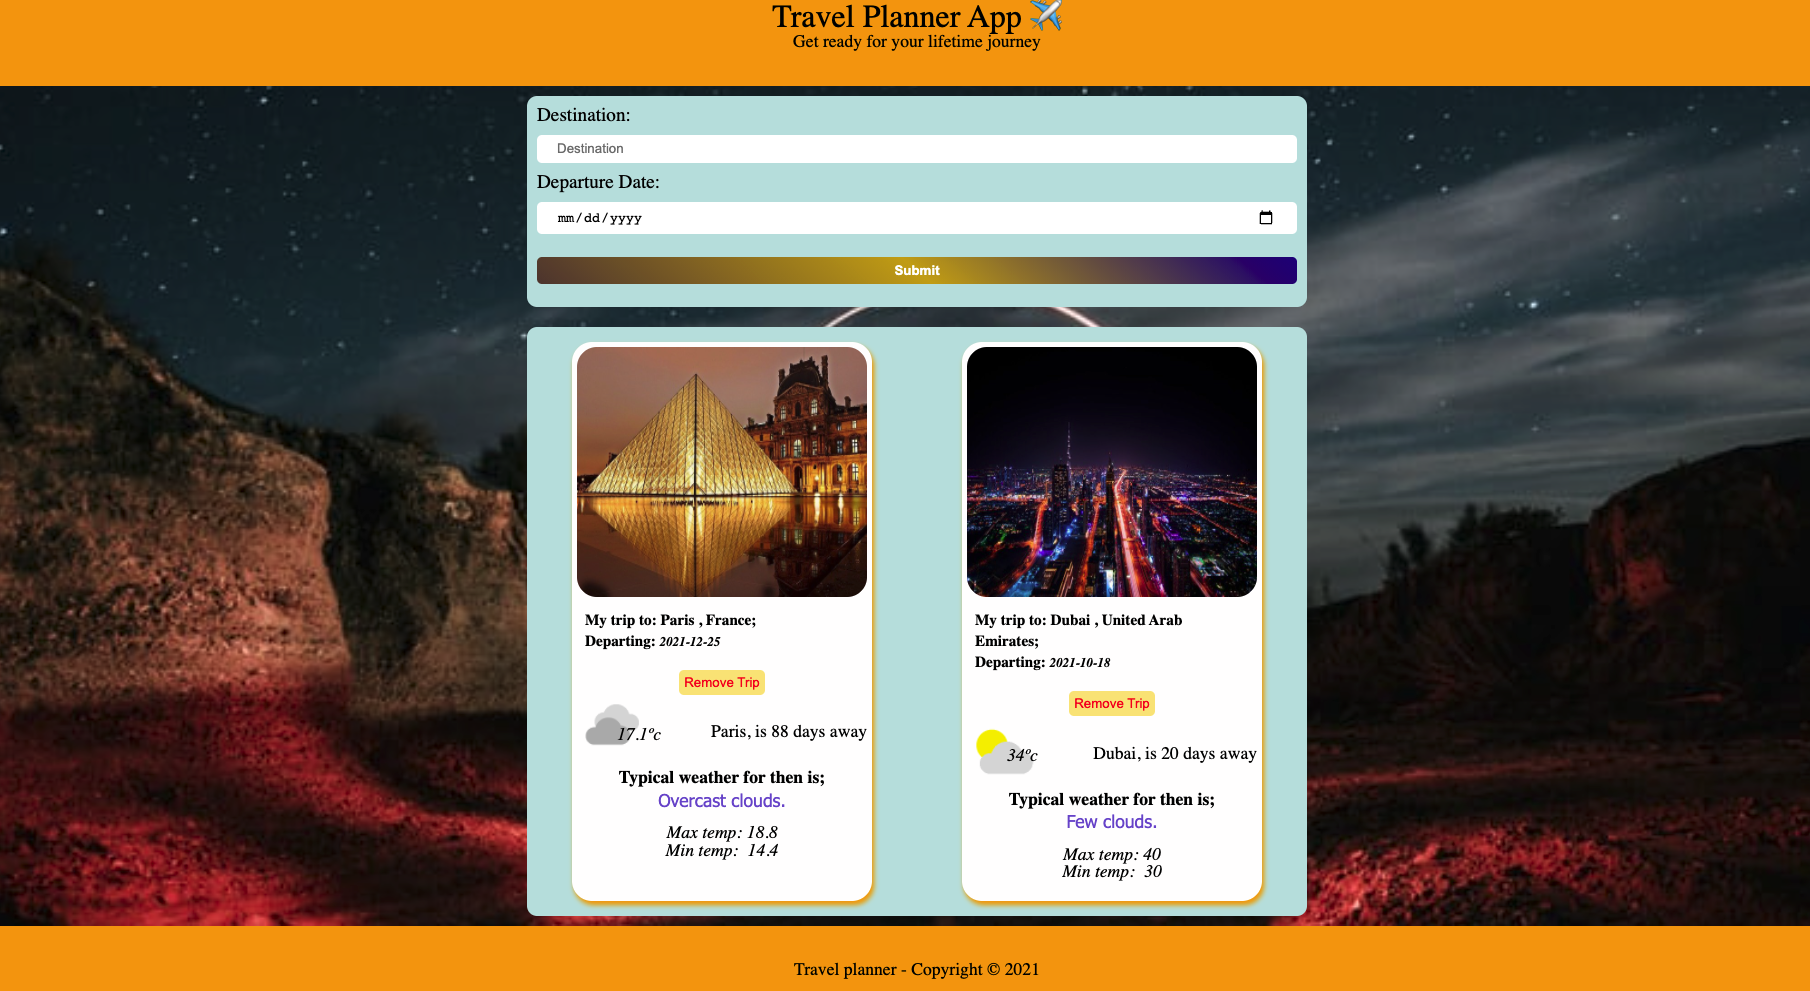 Travel Planner App ✈️
Get ready for your lifetime journey
Destination:
Destination
Departure Date:
mm/dd/yyyy
Submit
My trip to: Paris , France;
Departing: 2021-12-25
Remove Trip
17.1ºc
Paris, is 88 days away
Typical weather for then is;
Overcast clouds.
Max temp: 18.8
Min temp: 14.4
My trip to: Dubai , United Arab
Emirates;
Departing: 2021-10-18
Remove Trip
34ºc
Dubai, is 20 days away
Typical weather for then is;
Few clouds.
Max temp: 40
Min temp: 30
Travel planner - Copyright © 2021